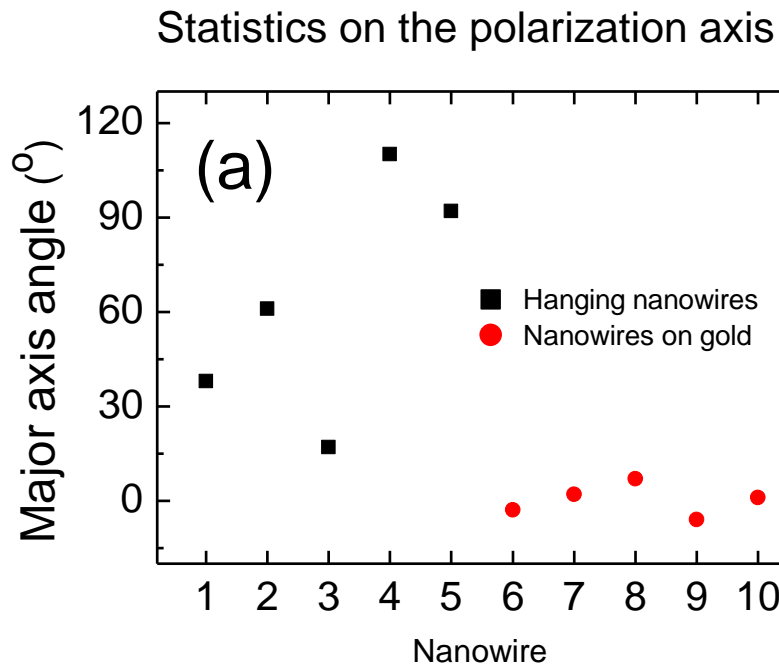 Statistics on the polarization axis
(a)
Major axis angle (º)
120
90
60
30
0
Hanging nanowires
Nanowires on gold
1 2 3 4 5 6 7 8 9 10
Nanowire